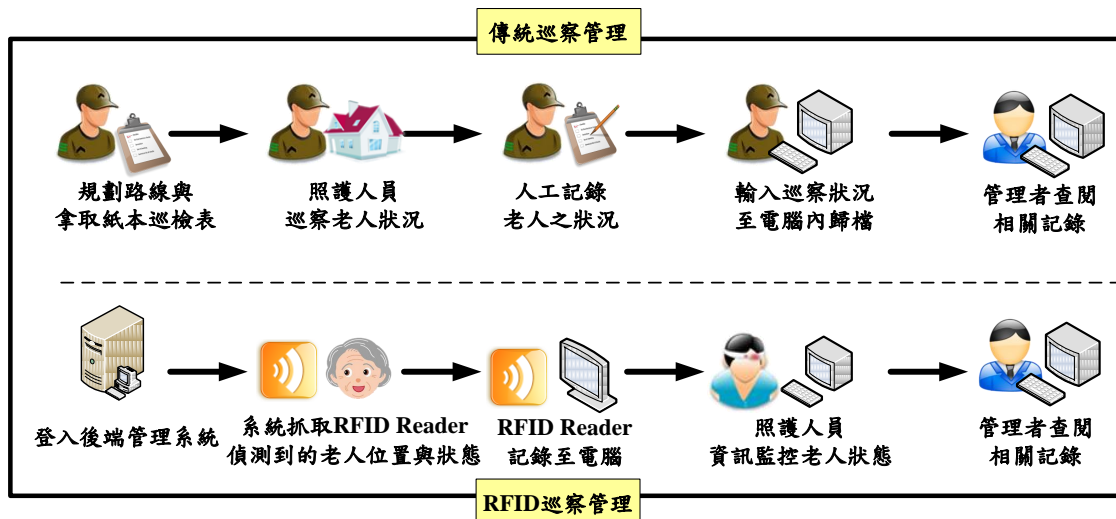 傳統巡察管理
規劃路線與
拿取紙本巡檢表
照護人員
巡察老人狀況
人工記錄
老人之狀況
輸入巡察狀況
至電腦內歸檔
管理者查閱
相關記錄
登入後端管理系統
系統抓取RFID Reader
偵測到的老人位置與狀態
RFID Reader
記錄至電腦
照護人員
資訊監控老人狀態
管理者查閱
相關記錄
RFID巡察管理